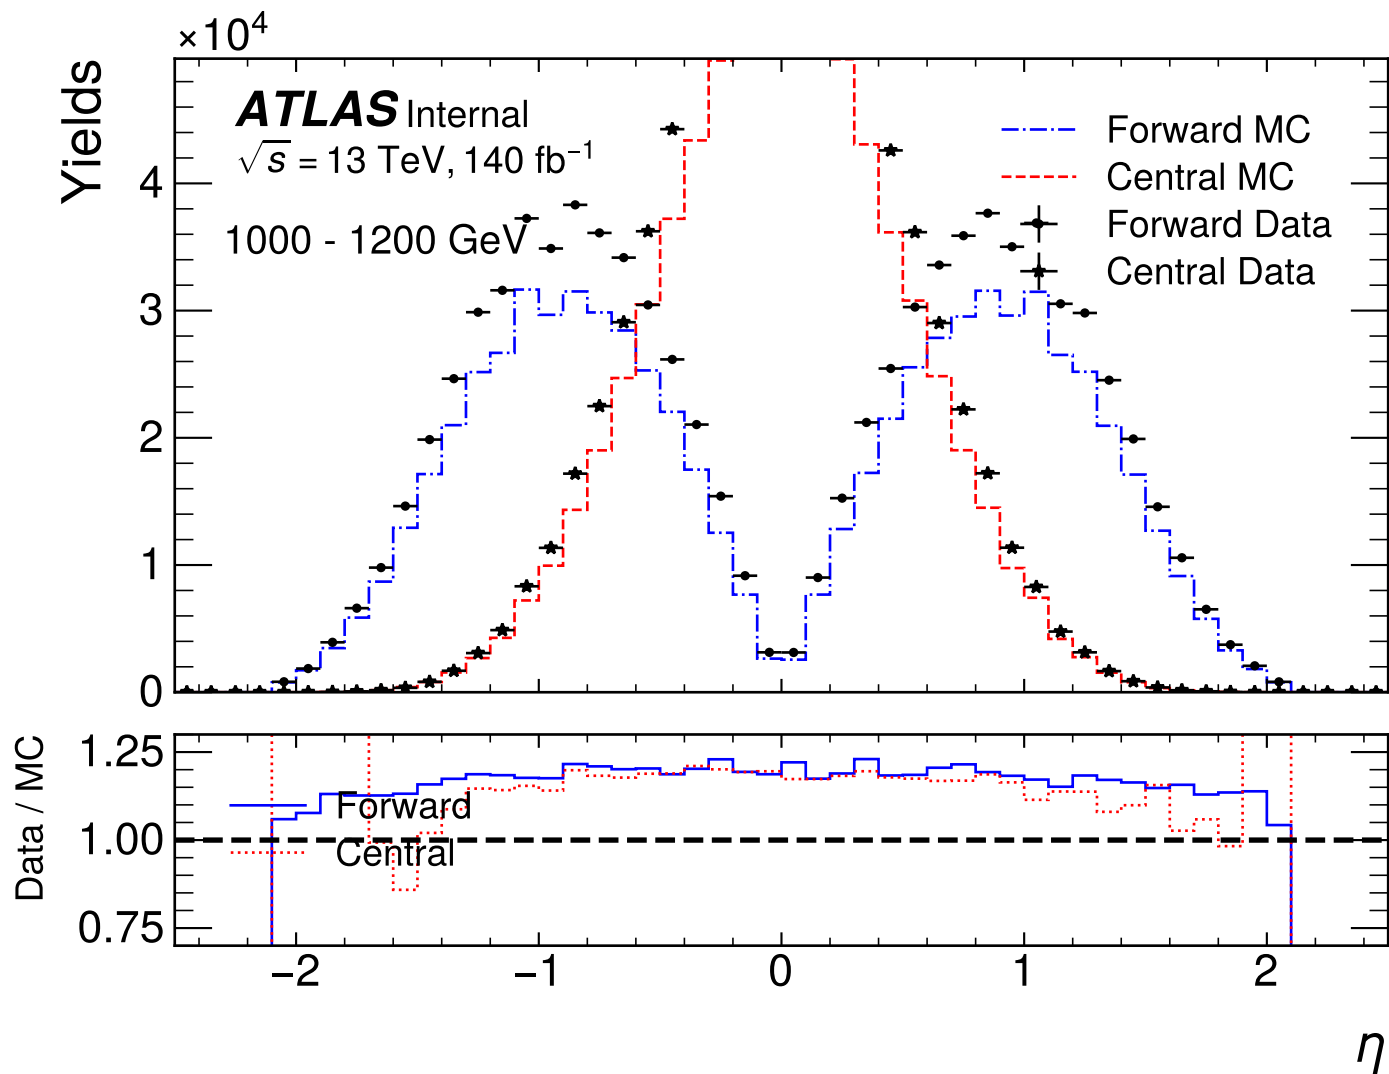 ×10⁴
Yields
ATLAS Internal
√s = 13 TeV, 140 fb⁻¹
1000 - 1200 GeV
Forward MC
Central MC
Forward Data
Central Data
4
3
2
1
0
Data / MC
1.25
1.00
0.75
Forward
Central
−2
−1
0
1
2
η